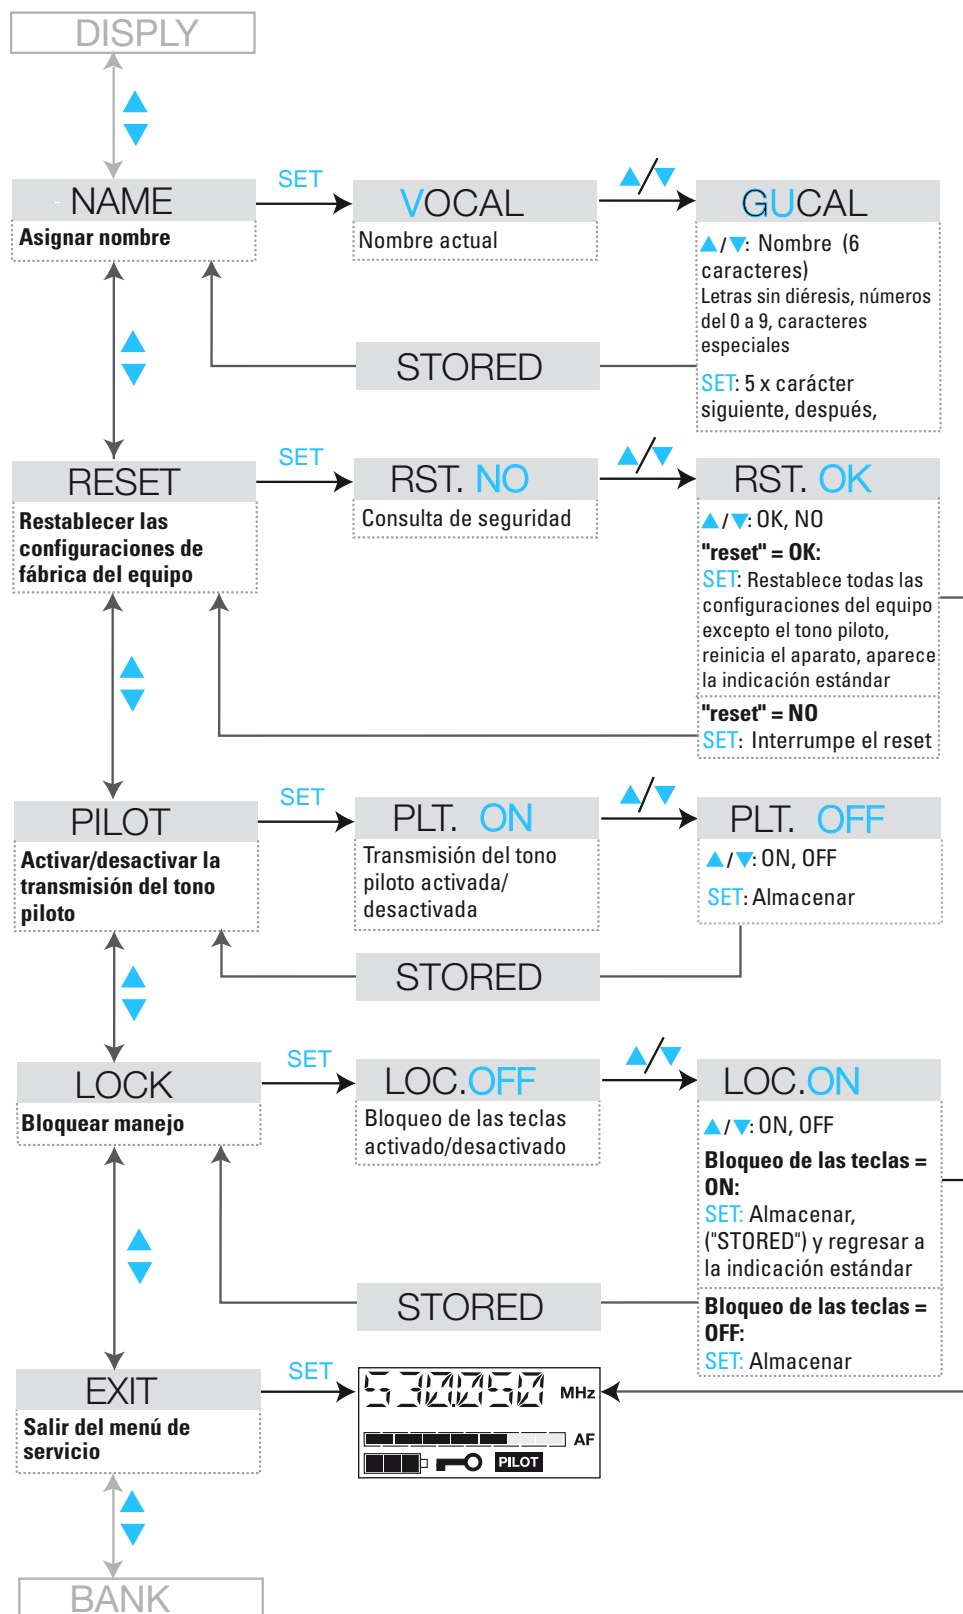 DISPLY
NAME
Asignar nombre
SET
VOCAL
Nombre actual
GUCAL
▲/▼: Nombre (6
caracteres)
Letras sin diéresis, números
del 0 a 9, caracteres
especiales
SET: 5 x carácter
siguiente, después,
STORED
RESET
Restablecer las
configuraciones de
fábrica del equipo
SET
RST. NO
Consulta de seguridad
RST. OK
▲/▼: OK, NO
"reset" = OK:
SET: Restablece todas las
configuraciones del equipo
excepto el tono piloto,
reinicia el aparato, aparece
la indicación estándar
"reset" = NO
SET: Interrumpe el reset
PILOT
Activar/desactivar la
transmisión del tono
piloto
SET
PLT. ON
Transmisión del tono
piloto activada/
desactivada
PLT. OFF
▲/▼: ON, OFF
SET: Almacenar
STORED
LOCK
Bloquear manejo
SET
LOC.OFF
Bloqueo de las teclas
activado/desactivado
LOC.ON
▲/▼: ON, OFF
Bloqueo de las teclas =
ON:
SET: Almacenar,
("STORED") y regresar a
la indicación estándar
Bloqueo de las teclas =
OFF:
SET: Almacenar
STORED
EXIT
Salir del menú de
servicio
SET
530.050 MHz
AF
PILOT
BANK